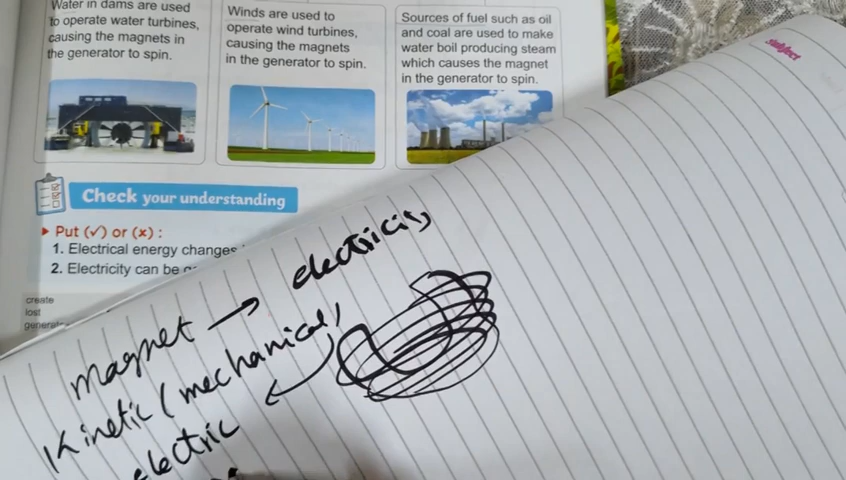 Water in dams are used
to operate water turbines,
causing the magnets in
the generator to spin.
Winds are used to
operate wind turbines,
causing the magnets
in the generator to spin.
Sources of fuel such as oil
and coal are used to make
water boil producing steam
which causes the magnet
in the generator to spin.
Check your understanding
Put (✓) or (×) :
1. Electrical energy changes
2. Electricity can be
create
lost
Subject
magnet → electricity
Kinetic (mechanical)
electric